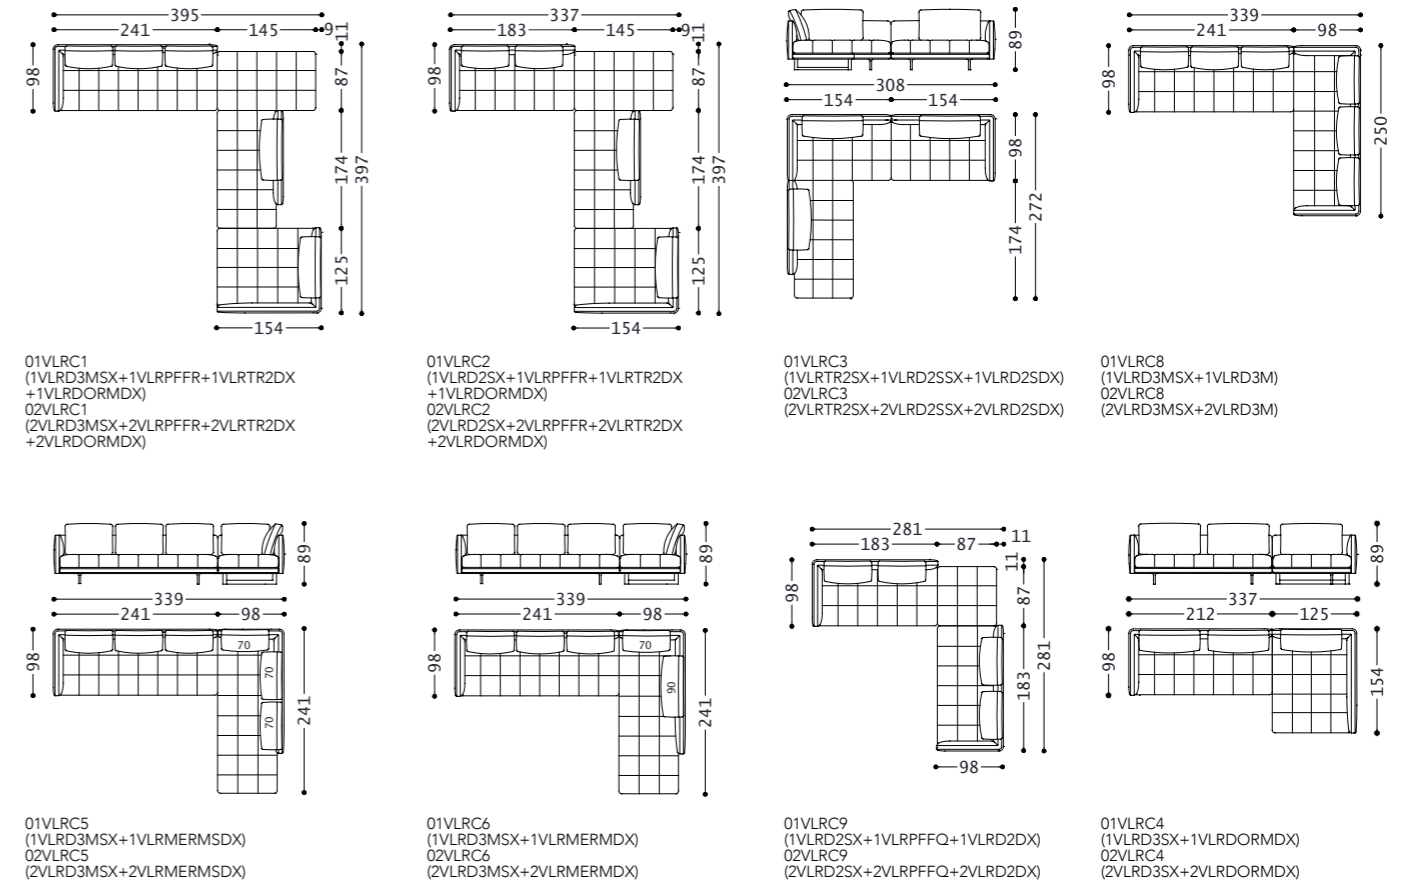 395
241
145
9
11
98
87
174
397
125
154
01VLRC1
(1VLRD3MSX+1VLRPFFR+1VLRTR2DX
+1VLRDORMDX)
02VLRC1
(2VLRD3MSX+2VLRPFFR+2VLRTR2DX
+2VLRDORMDX)
337
183
145
9
11
98
87
174
397
125
154
01VLRC2
(1VLRD2SX+1VLRPFFR+1VLRTR2DX
+1VLRDORMDX)
02VLRC2
(2VLRD2SX+2VLRPFFR+2VLRTR2DX
+2VLRDORMDX)
89
308
154
154
98
272
174
01VLRC3
(1VLRTR2SX+1VLRD2SSX+1VLRD2SDX)
02VLRC3
(2VLRTR2SX+2VLRD2SSX+2VLRD2SDX)
339
241
98
98
250
01VLRC8
(1VLRD3MSX+1VLRD3M)
02VLRC8
(2VLRD3MSX+2VLRD3M)
89
339
241
98
98
70
70
70
241
01VLRC5
(1VLRD3MSX+1VLRMERMSDX)
02VLRC5
(2VLRD3MSX+2VLRMERMSDX)
89
339
241
98
98
70
90
241
01VLRC6
(1VLRD3MSX+1VLRMERMDX)
02VLRC6
(2VLRD3MSX+2VLRMERMDX)
281
183
87
11
11
98
87
281
183
98
01VLRC9
(1VLRD2SX+1VLRPFFQ+1VLRD2DX)
02VLRC9
(2VLRD2SX+2VLRPFFQ+2VLRD2DX)
89
337
212
125
98
154
01VLRC4
(1VLRD3SX+1VLRDORMDX)
02VLRC4
(2VLRD3SX+2VLRDORMDX)